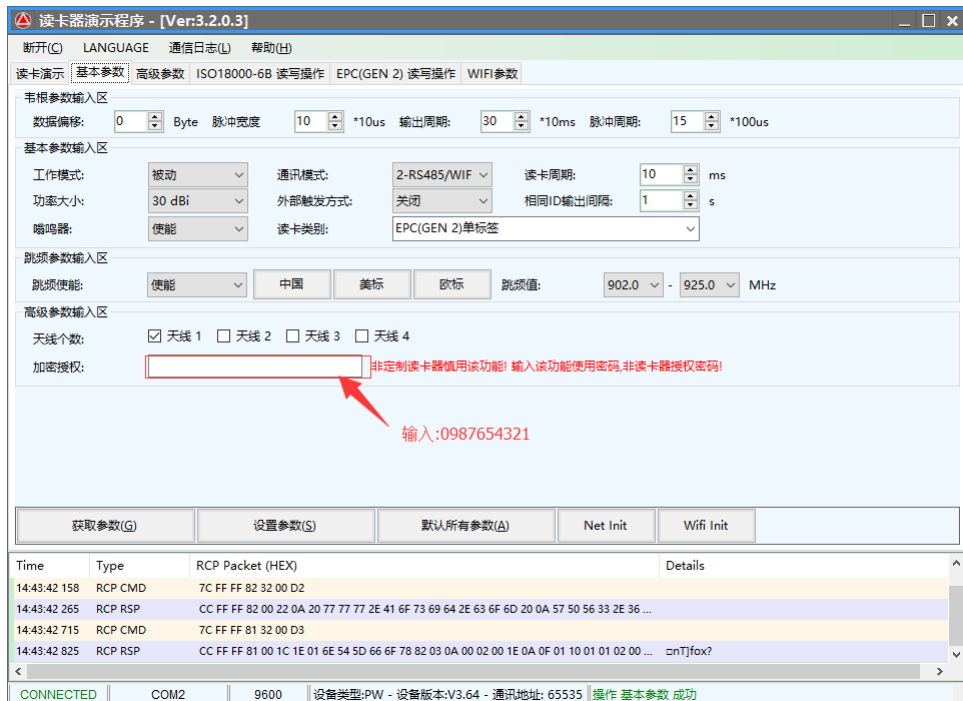 读卡器演示程序 - [Ver:3.2.0.3]
断开(C) LANGUAGE 通信日志(L) 帮助(H)
读卡演示 基本参数 高级参数 ISO18000-6B 读写操作 EPC(GEN 2) 读写操作 WIFI参数
韦根参数输入区
数据偏移: 0 Byte 脉冲宽度 10 *10us 输出周期: 30 *10ms 脉冲周期: 15 *100us
基本参数输入区
工作模式: 被动 通讯模式: 2-RS485/WIF 读卡周期: 10 ms
功率大小: 30 dBi 外部触发方式: 关闭 相同ID输出间隔: 1 s
嗡鸣器: 使能 读卡类别: EPC(GEN 2)单标签
跳频参数输入区
跳频使能: 使能 中国 美标 欧标 跳频值: 902.0 - 925.0 MHz
高级参数输入区
天线个数: 天线 1 天线 2 天线 3 天线 4
加密授权: 非定制读卡器慎用该功能! 输入该功能使用密码,非读卡器授权密码!
输入:0987654321
获取参数(G) 设置参数(S) 默认所有参数(A) Net Init Wifi Init
Time Type RCP Packet (HEX) Details
14:43:42 158 RCP CMD 7C FF FF 82 32 00 D2
14:43:42 265 RCP RSP CC FF FF 82 00 22 0A 20 77 77 77 2E 41 6F 73 69 64 2E 63 6F 6D 20 0A 57 50 56 33 2E 36 ...
14:43:42 715 RCP CMD 7C FF FF 81 32 00 D3
14:43:42 825 RCP RSP CC FF FF 81 00 1C 1E 01 6E 54 5D 66 6F 78 82 03 0A 00 02 00 1E 0A 0F 01 10 01 01 02 00 ... □nT]fox?
CONNECTED COM2 9600 设备类型:PW - 设备版本:V3.64 - 通讯地址: 65535 操作 基本参数 成功